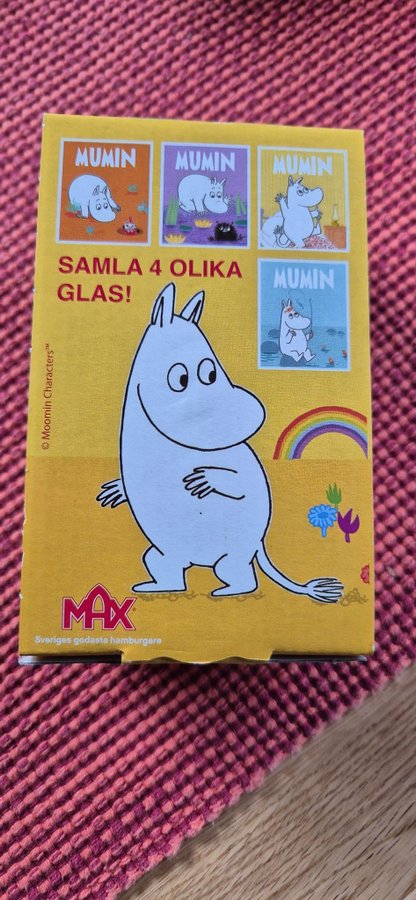 MUMIN
MUMIN
MUMIN
SAMLA 4 OLIKA
GLAS!
MUMIN
© Moomin Characters™
MAX
Sveriges godaste hamburgare